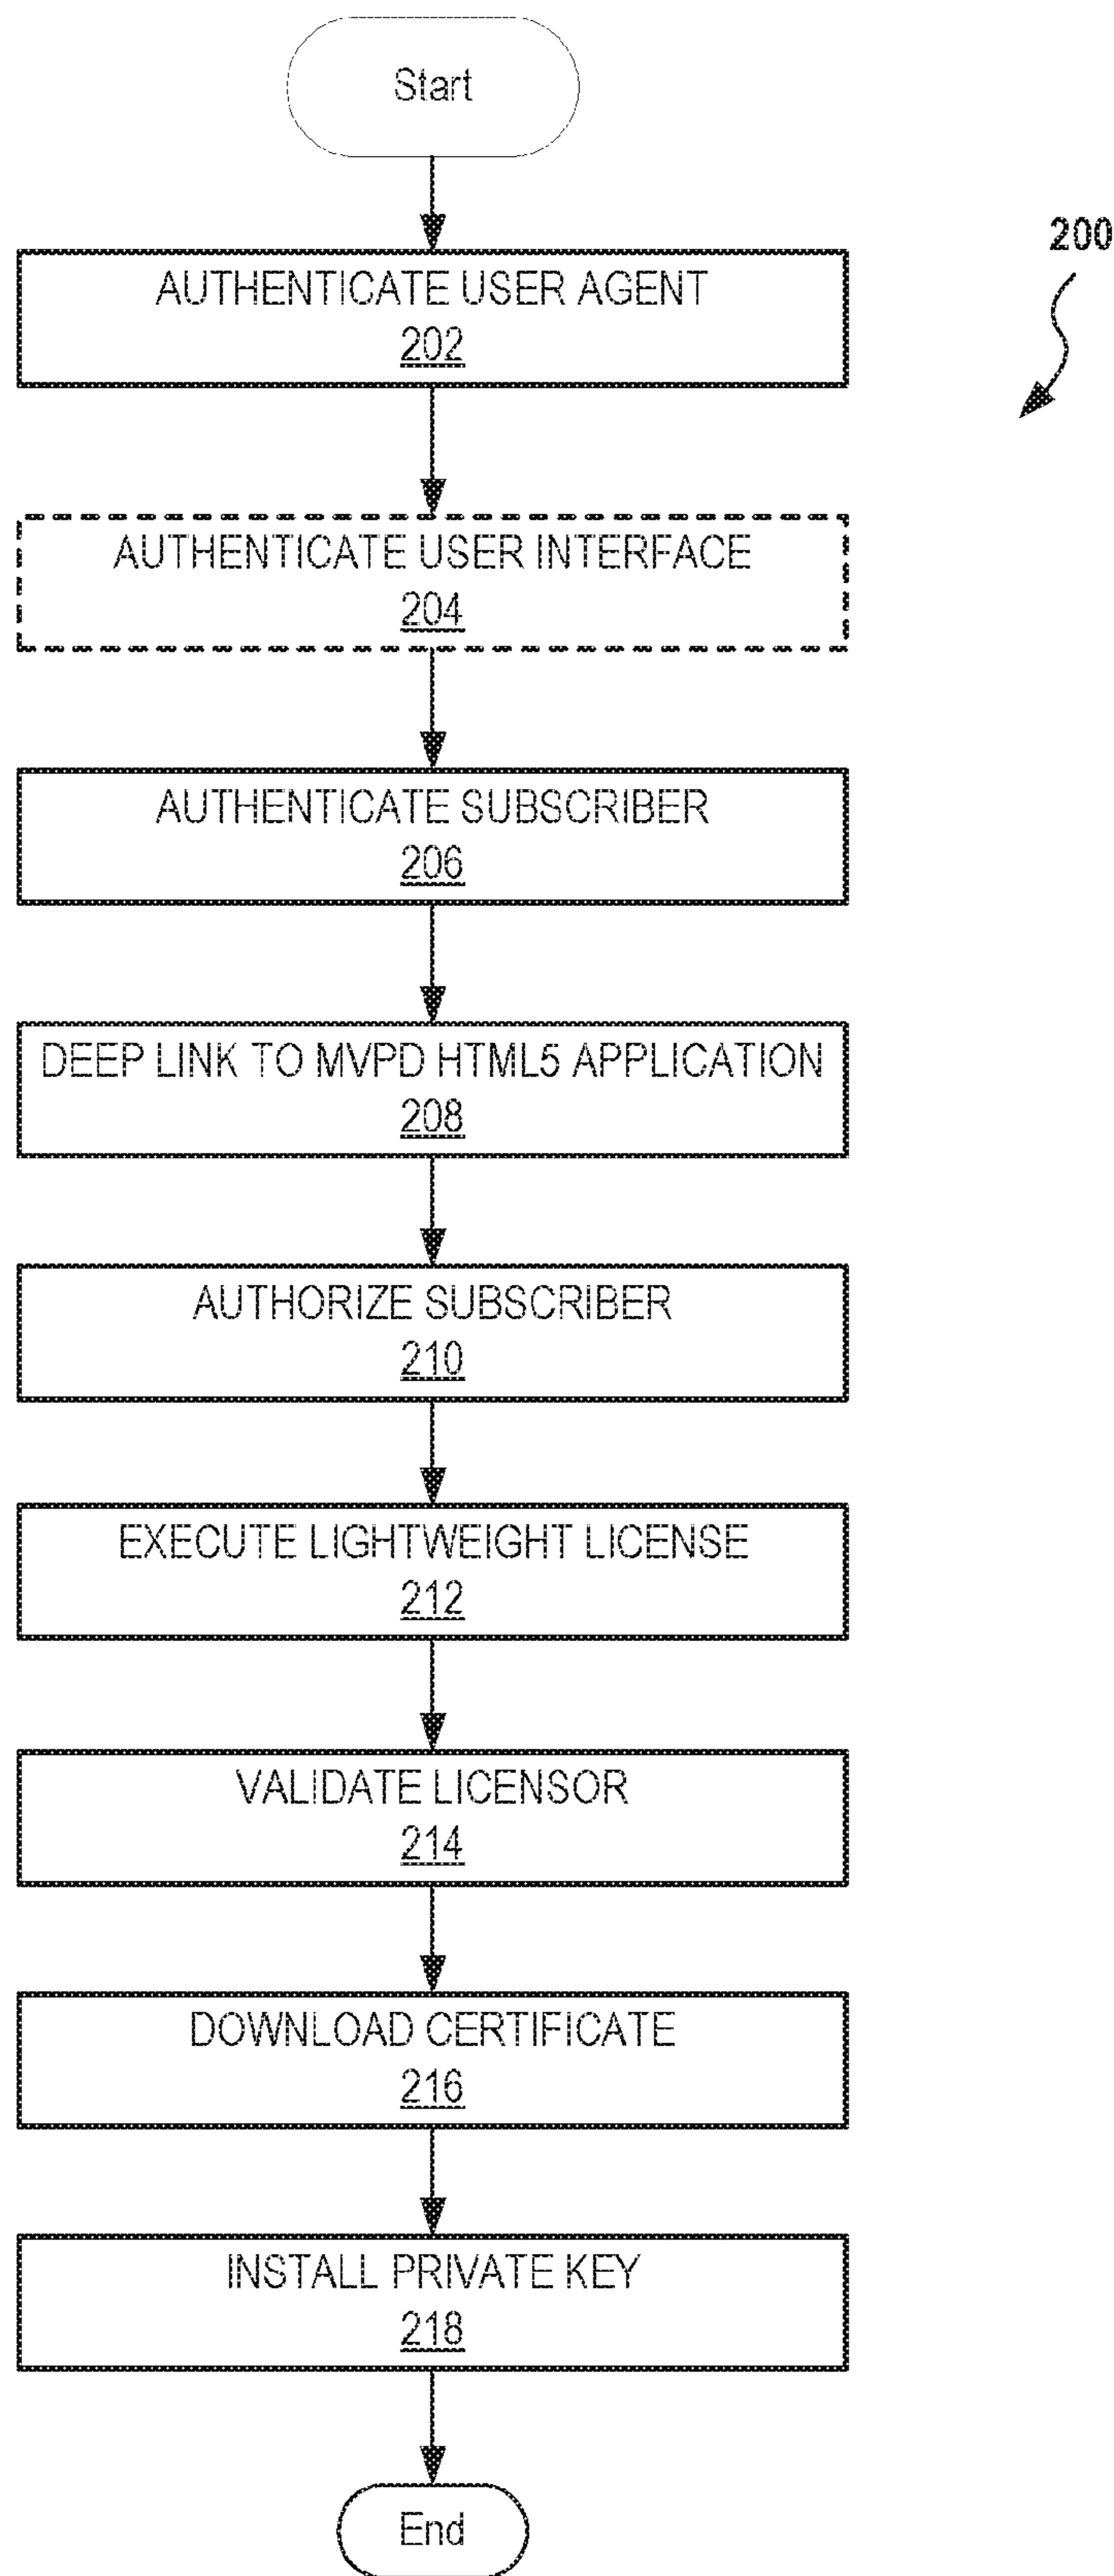 Start
200
AUTHENTICATE USER AGENT
202
AUTHENTICATE USER INTERFACE
204
AUTHENTICATE SUBSCRIBER
206
DEEP LINK TO MVPD HTML5 APPLICATION
208
AUTHORIZE SUBSCRIBER
210
EXECUTE LIGHTWEIGHT LICENSE
212
VALIDATE LICENSOR
214
DOWNLOAD CERTIFICATE
216
INSTALL PRIVATE KEY
218
End